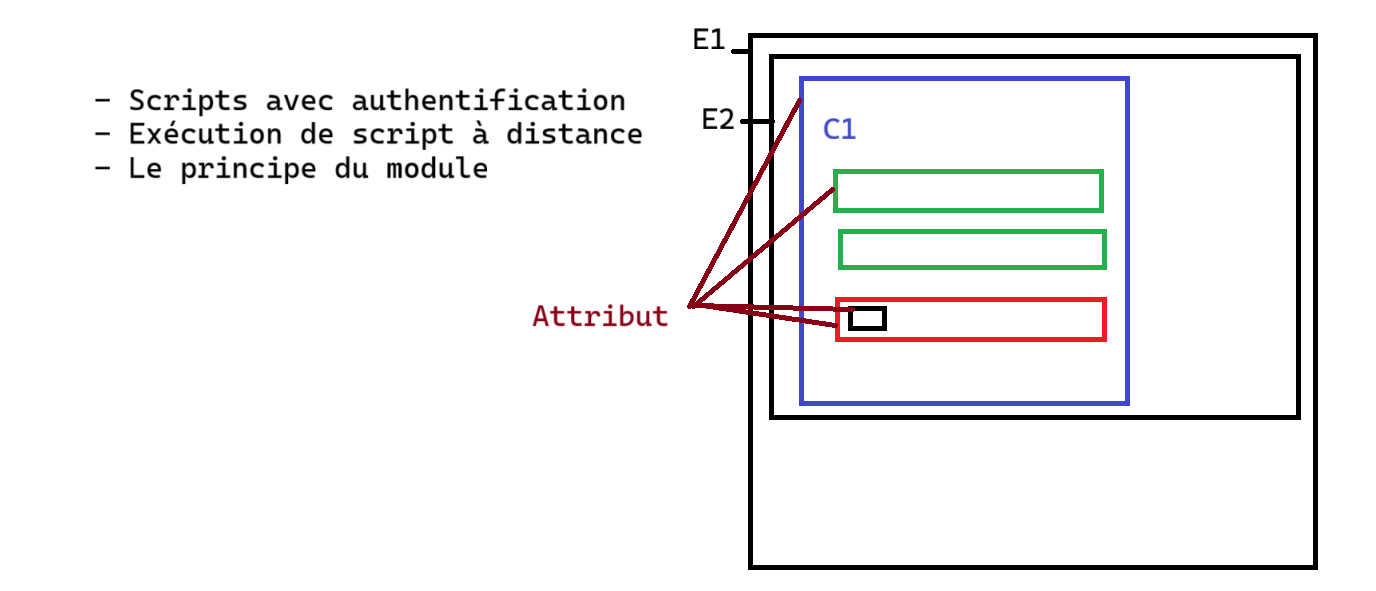 E1
- Scripts avec authentification
E2
- Exécution de script à distance
C1
- Le principe du module
Attribut